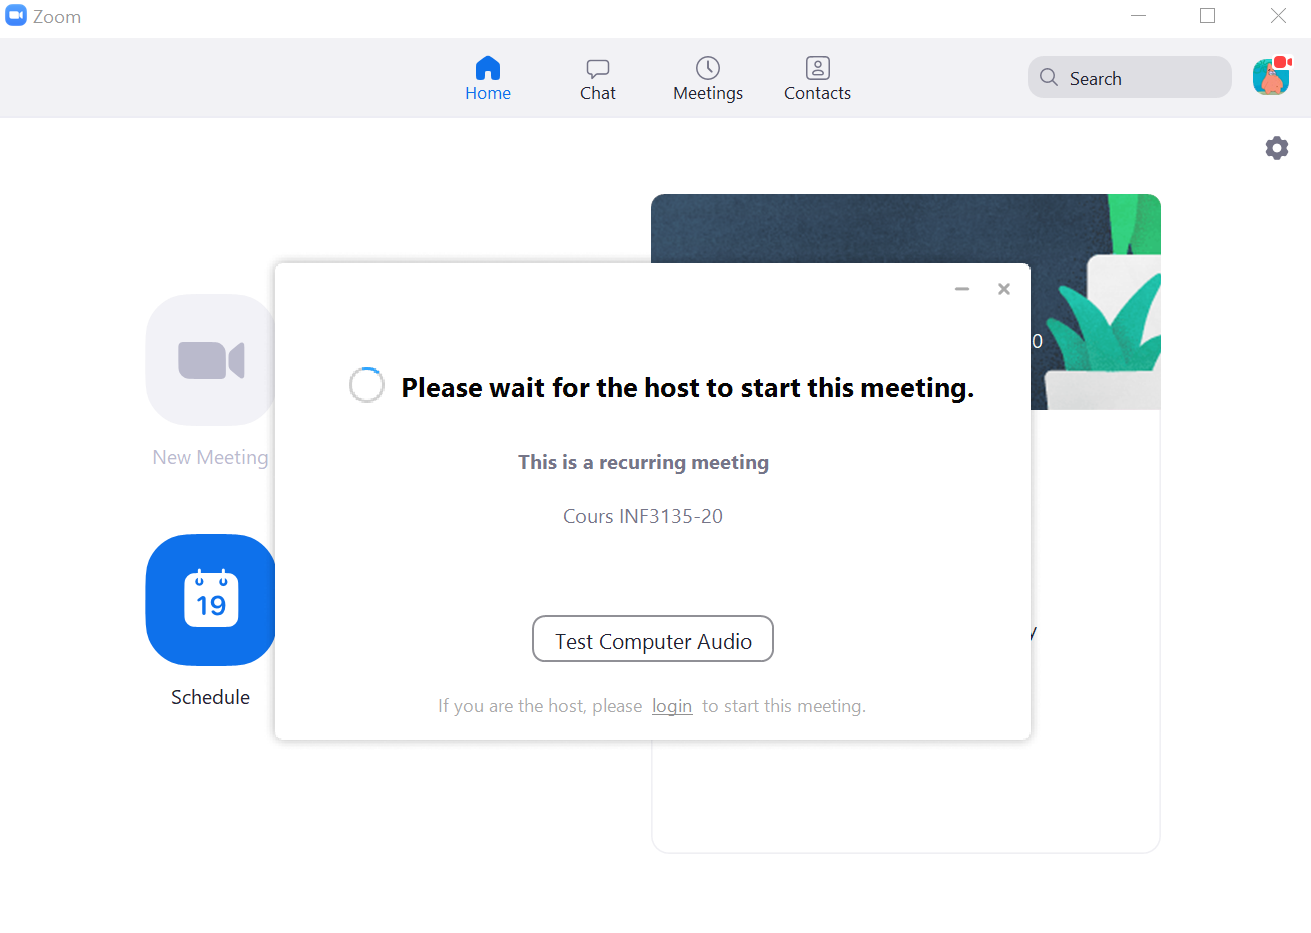 Zoom
Home
Chat
Meetings
Contacts
Search
0
New Meeting
Please wait for the host to start this meeting.
This is a recurring meeting
Cours INF3135-20
19
Schedule
y
Test Computer Audio
If you are the host, please login to start this meeting.